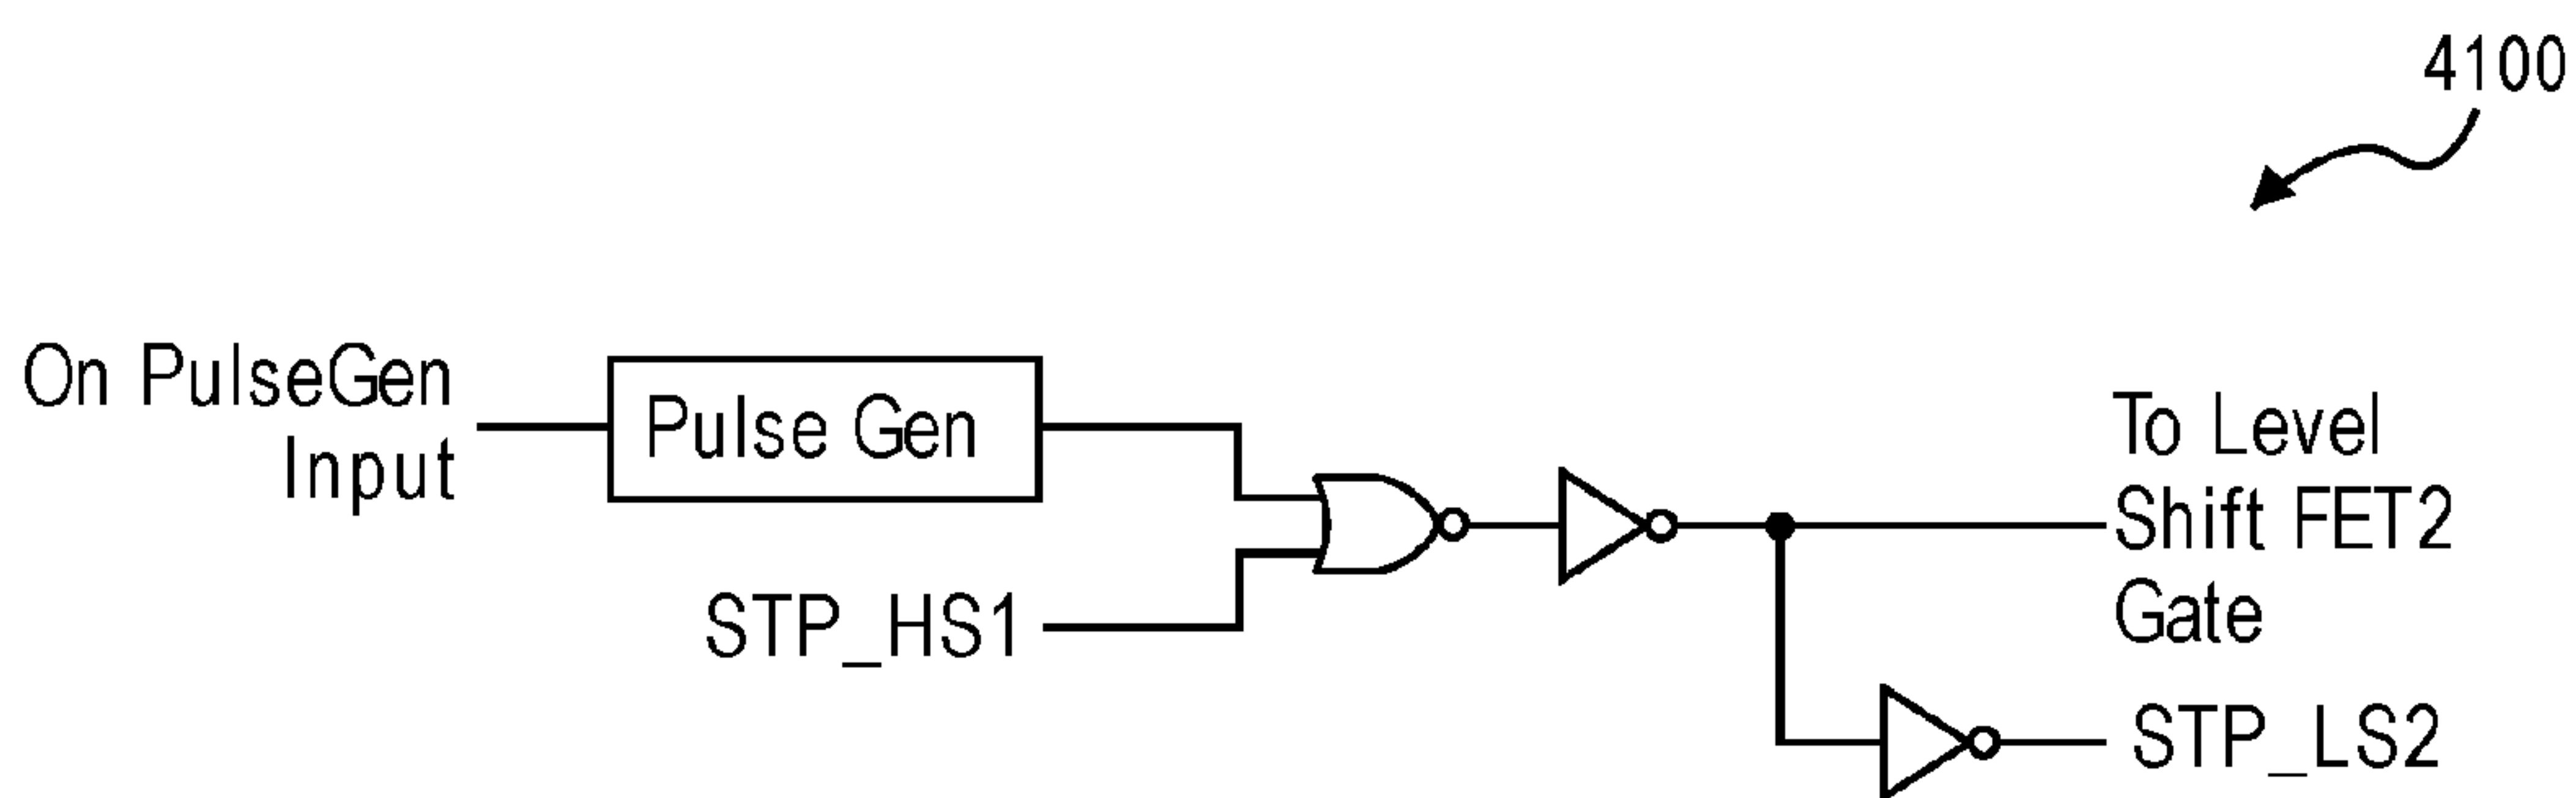 4100
On PulseGen
Input
Pulse Gen
STP_HS1
To Level
Shift FET2
Gate
STP_LS2